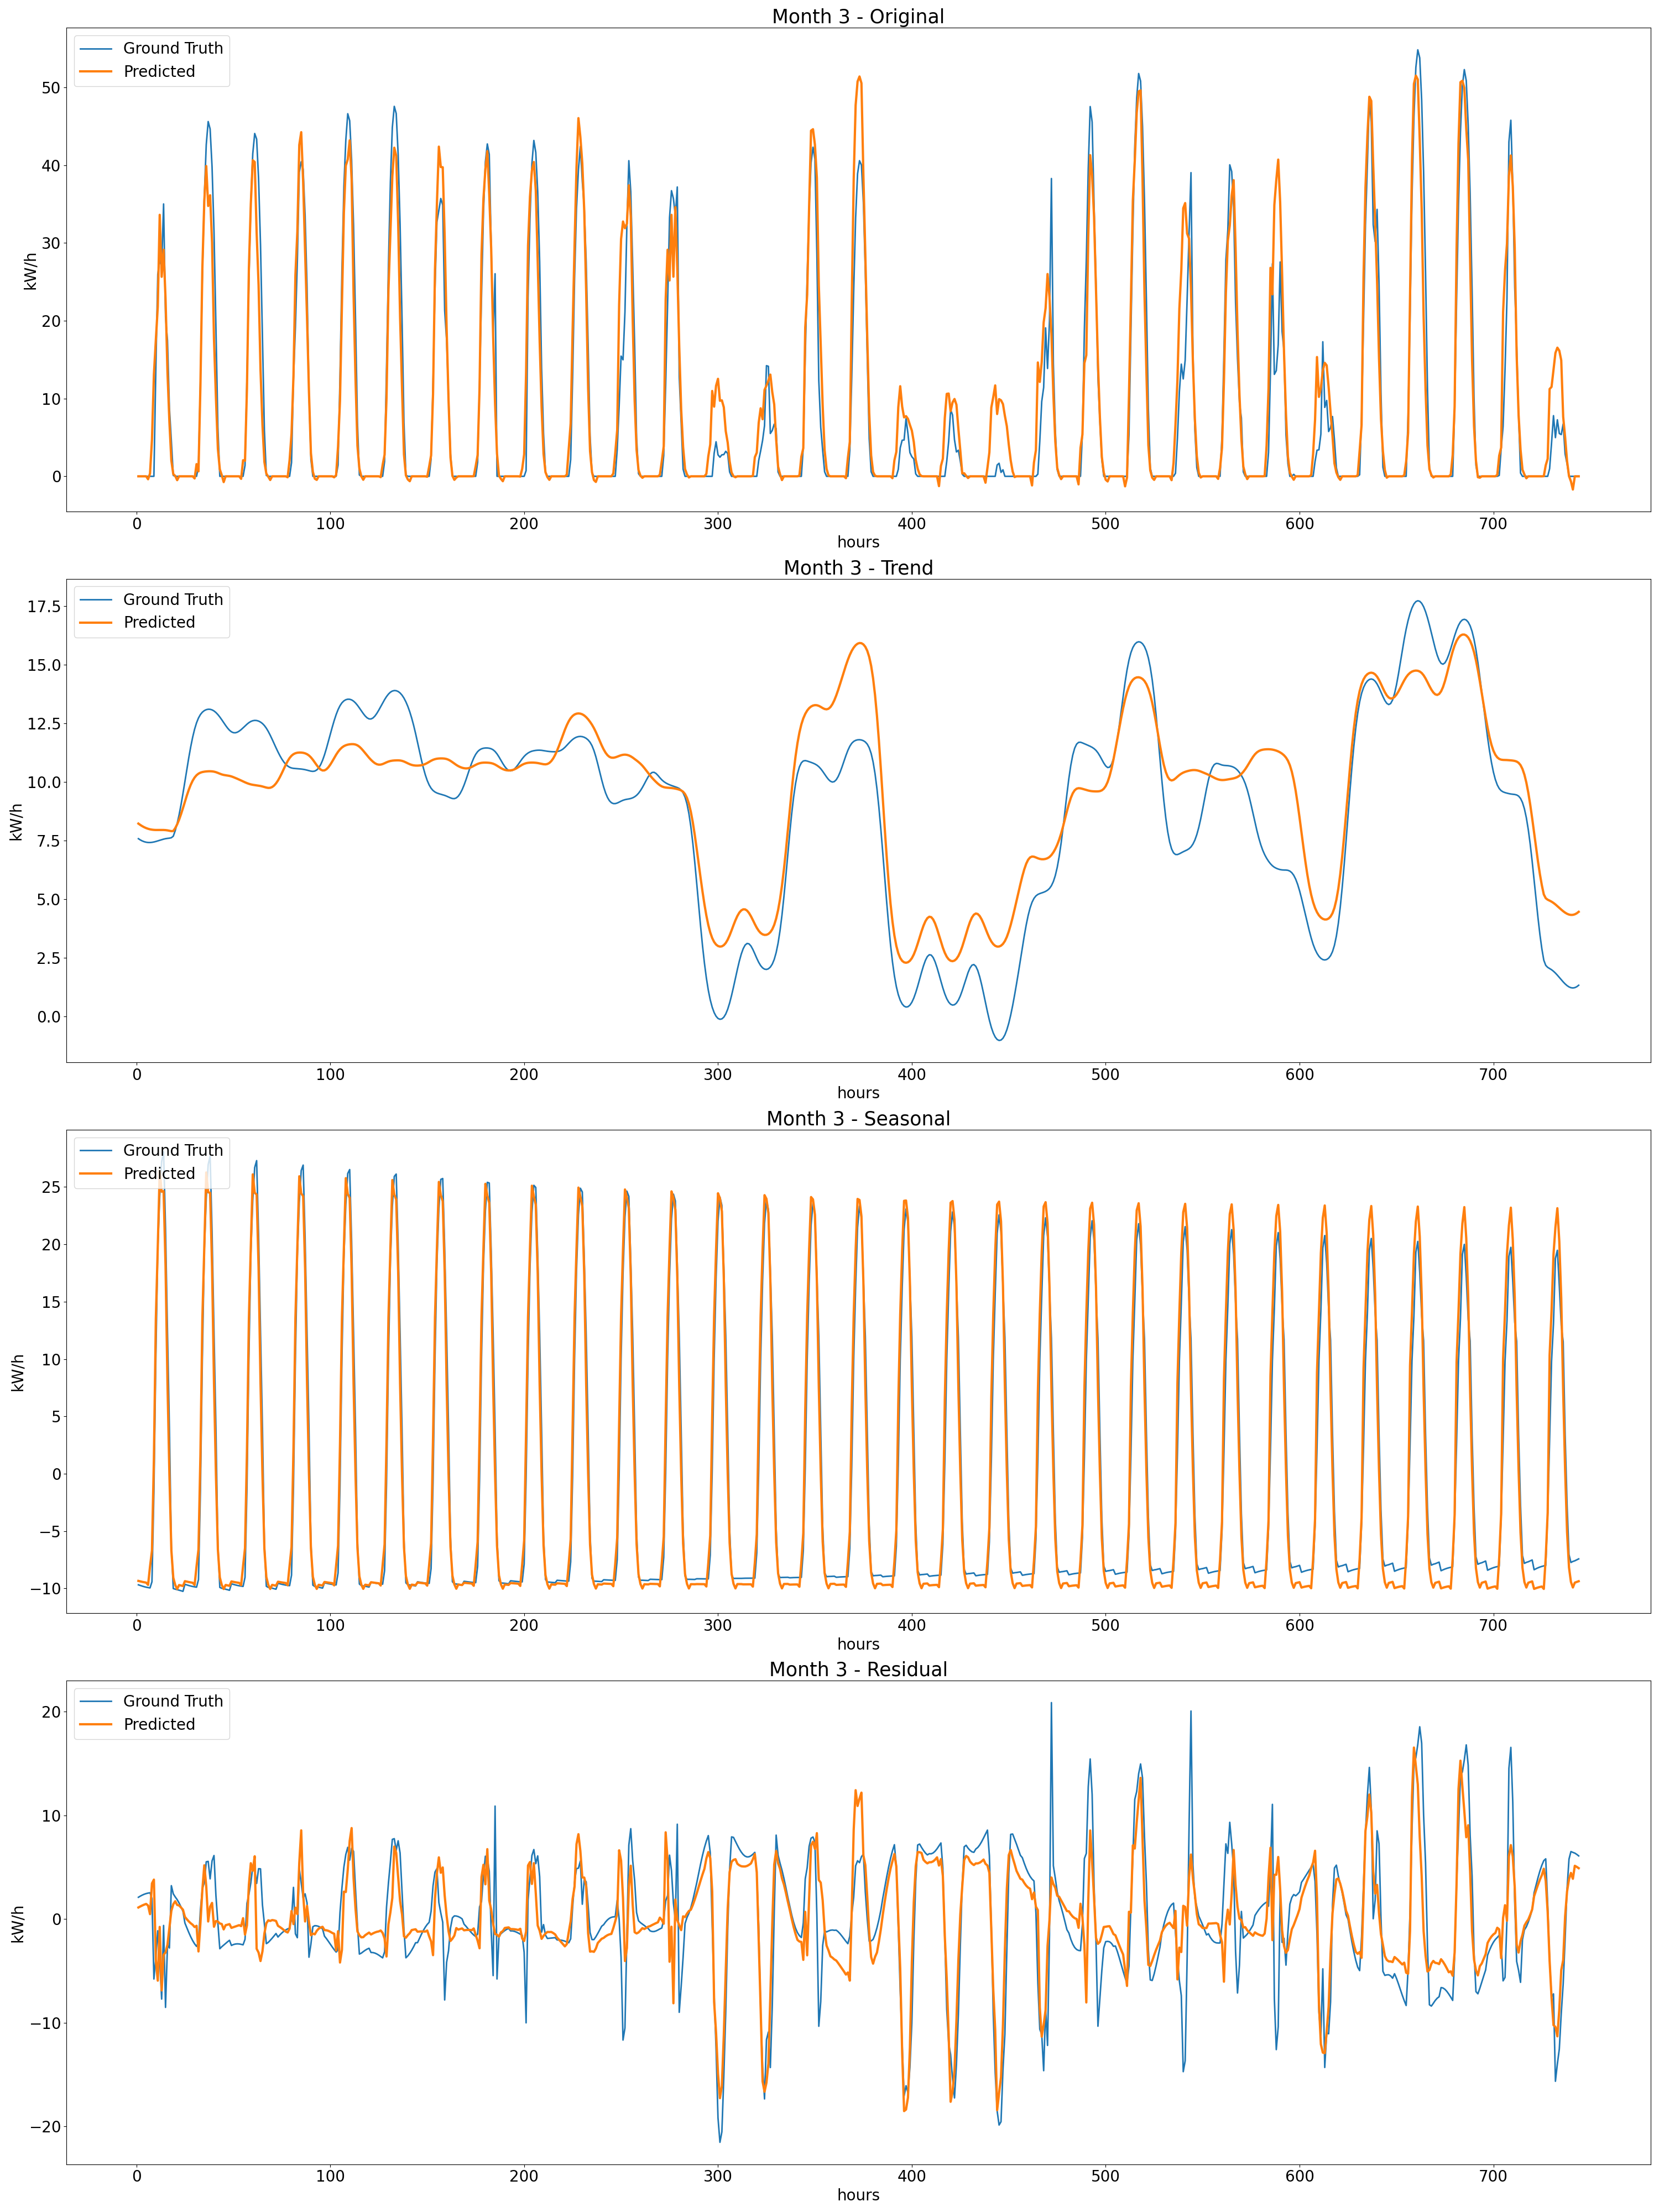 Month 3 - Original
Ground Truth
Predicted
50
40
30
20
10
0
kW/h
0 100 200 300 400 500 600 700
hours
Month 3 - Trend
Ground Truth
Predicted
17.5
15.0
12.5
10.0
7.5
5.0
2.5
0.0
kW/h
0 100 200 300 400 500 600 700
hours
Month 3 - Seasonal
Ground Truth
Predicted
25
20
15
10
5
0
−5
−10
kW/h
0 100 200 300 400 500 600 700
hours
Month 3 - Residual
Ground Truth
Predicted
20
10
0
−10
−20
kW/h
0 100 200 300 400 500 600 700
hours